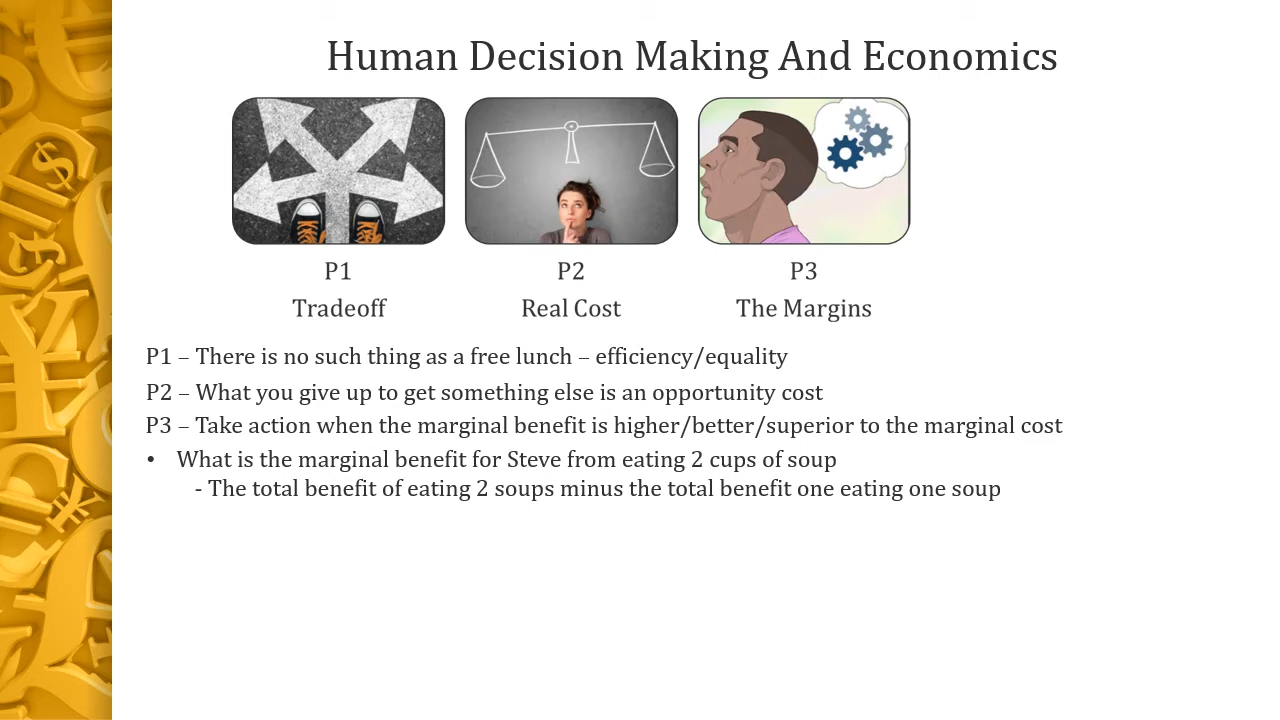 Human Decision Making And Economics
P1
P2
P3
Tradeoff
Real Cost
The Margins
P1 – There is no such thing as a free lunch – efficiency/equality
P2 – What you give up to get something else is an opportunity cost
P3 – Take action when the marginal benefit is higher/better/superior to the marginal cost
• What is the marginal benefit for Steve from eating 2 cups of soup
- The total benefit of eating 2 soups minus the total benefit one eating one soup